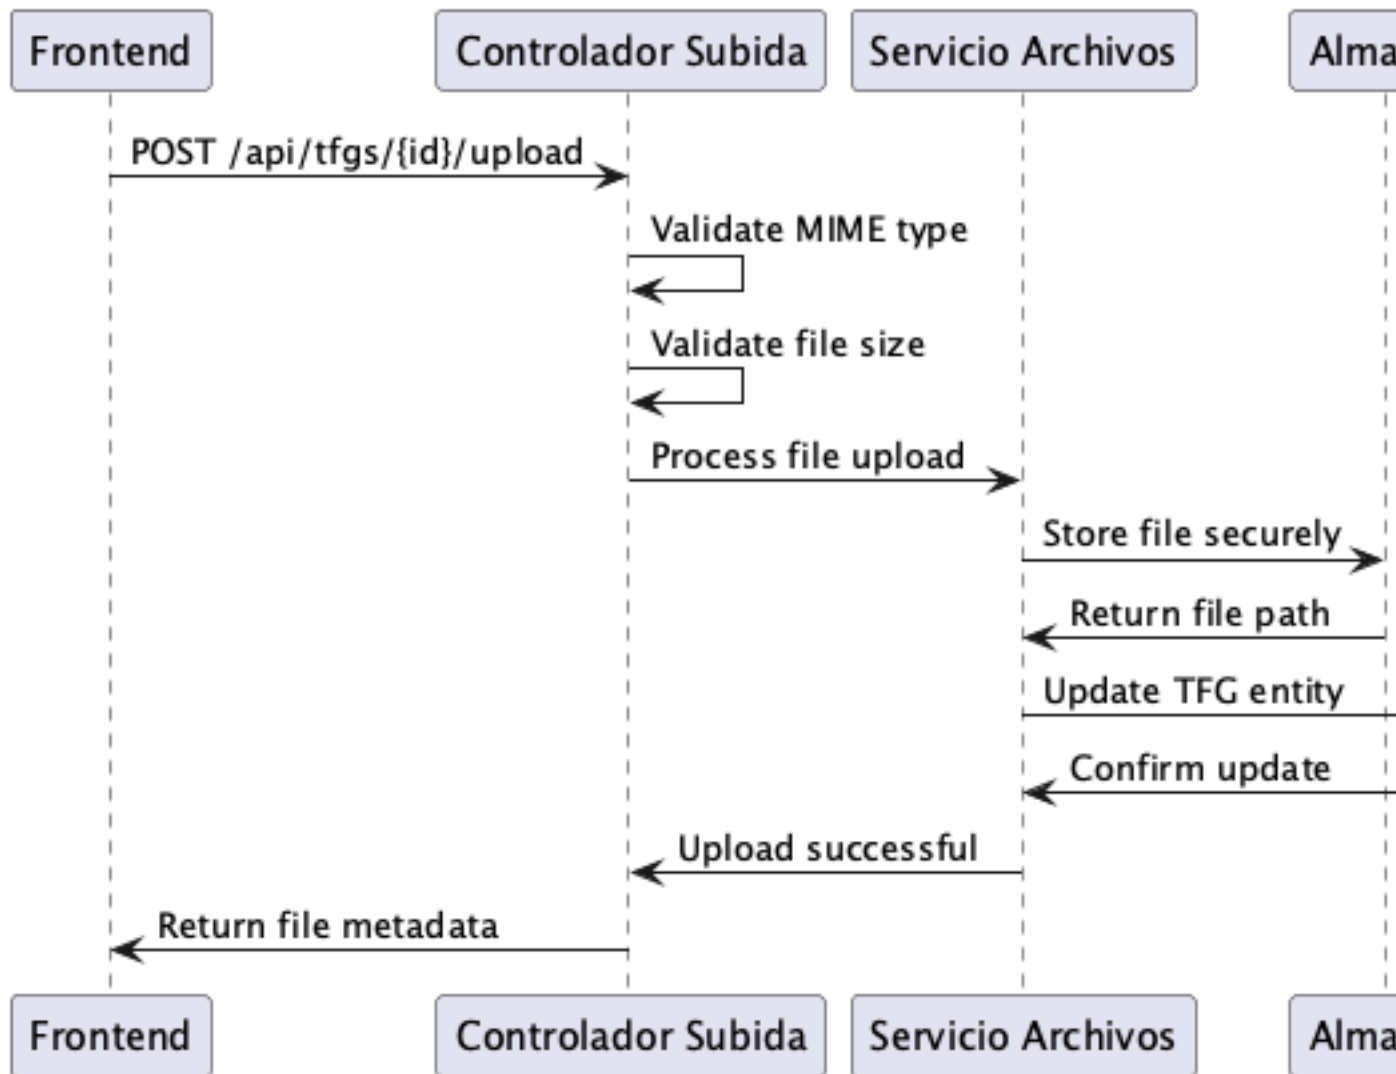 Frontend
Controlador Subida
Servicio Archivos
Alma
POST /api/tfgs/{id}/upload
Validate MIME type
Validate file size
Process file upload
Store file securely
Return file path
Update TFG entity
Confirm update
Upload successful
Return file metadata
Frontend
Controlador Subida
Servicio Archivos
Alma